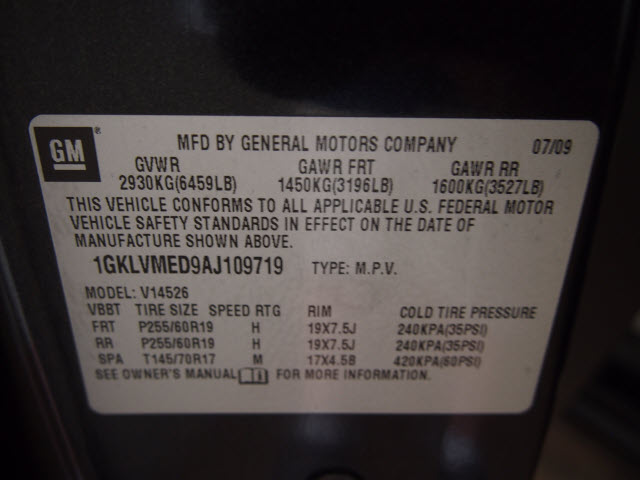 GM®
MFD BY GENERAL MOTORS COMPANY 07/09
GVWR GAWR FRT GAWR RR
2930KG(6459LB) 1450KG(3196LB) 1600KG(3527LB)
THIS VEHICLE CONFORMS TO ALL APPLICABLE U.S. FEDERAL MOTOR
VEHICLE SAFETY STANDARDS IN EFFECT ON THE DATE OF
MANUFACTURE SHOWN ABOVE.
1GKLVMED9AJ109719 TYPE: M.P.V.
MODEL: V14526
VBBT TIRE SIZE SPEED RTG RIM COLD TIRE PRESSURE
FRT P255/60R19 H 19X7.5J 240KPA(35PSI)
RR P255/60R19 H 19X7.5J 240KPA(35PSI)
SPA T145/70R17 M 17X4.5B 420KPA(60PSI)
SEE OWNER'S MANUAL FOR MORE INFORMATION.